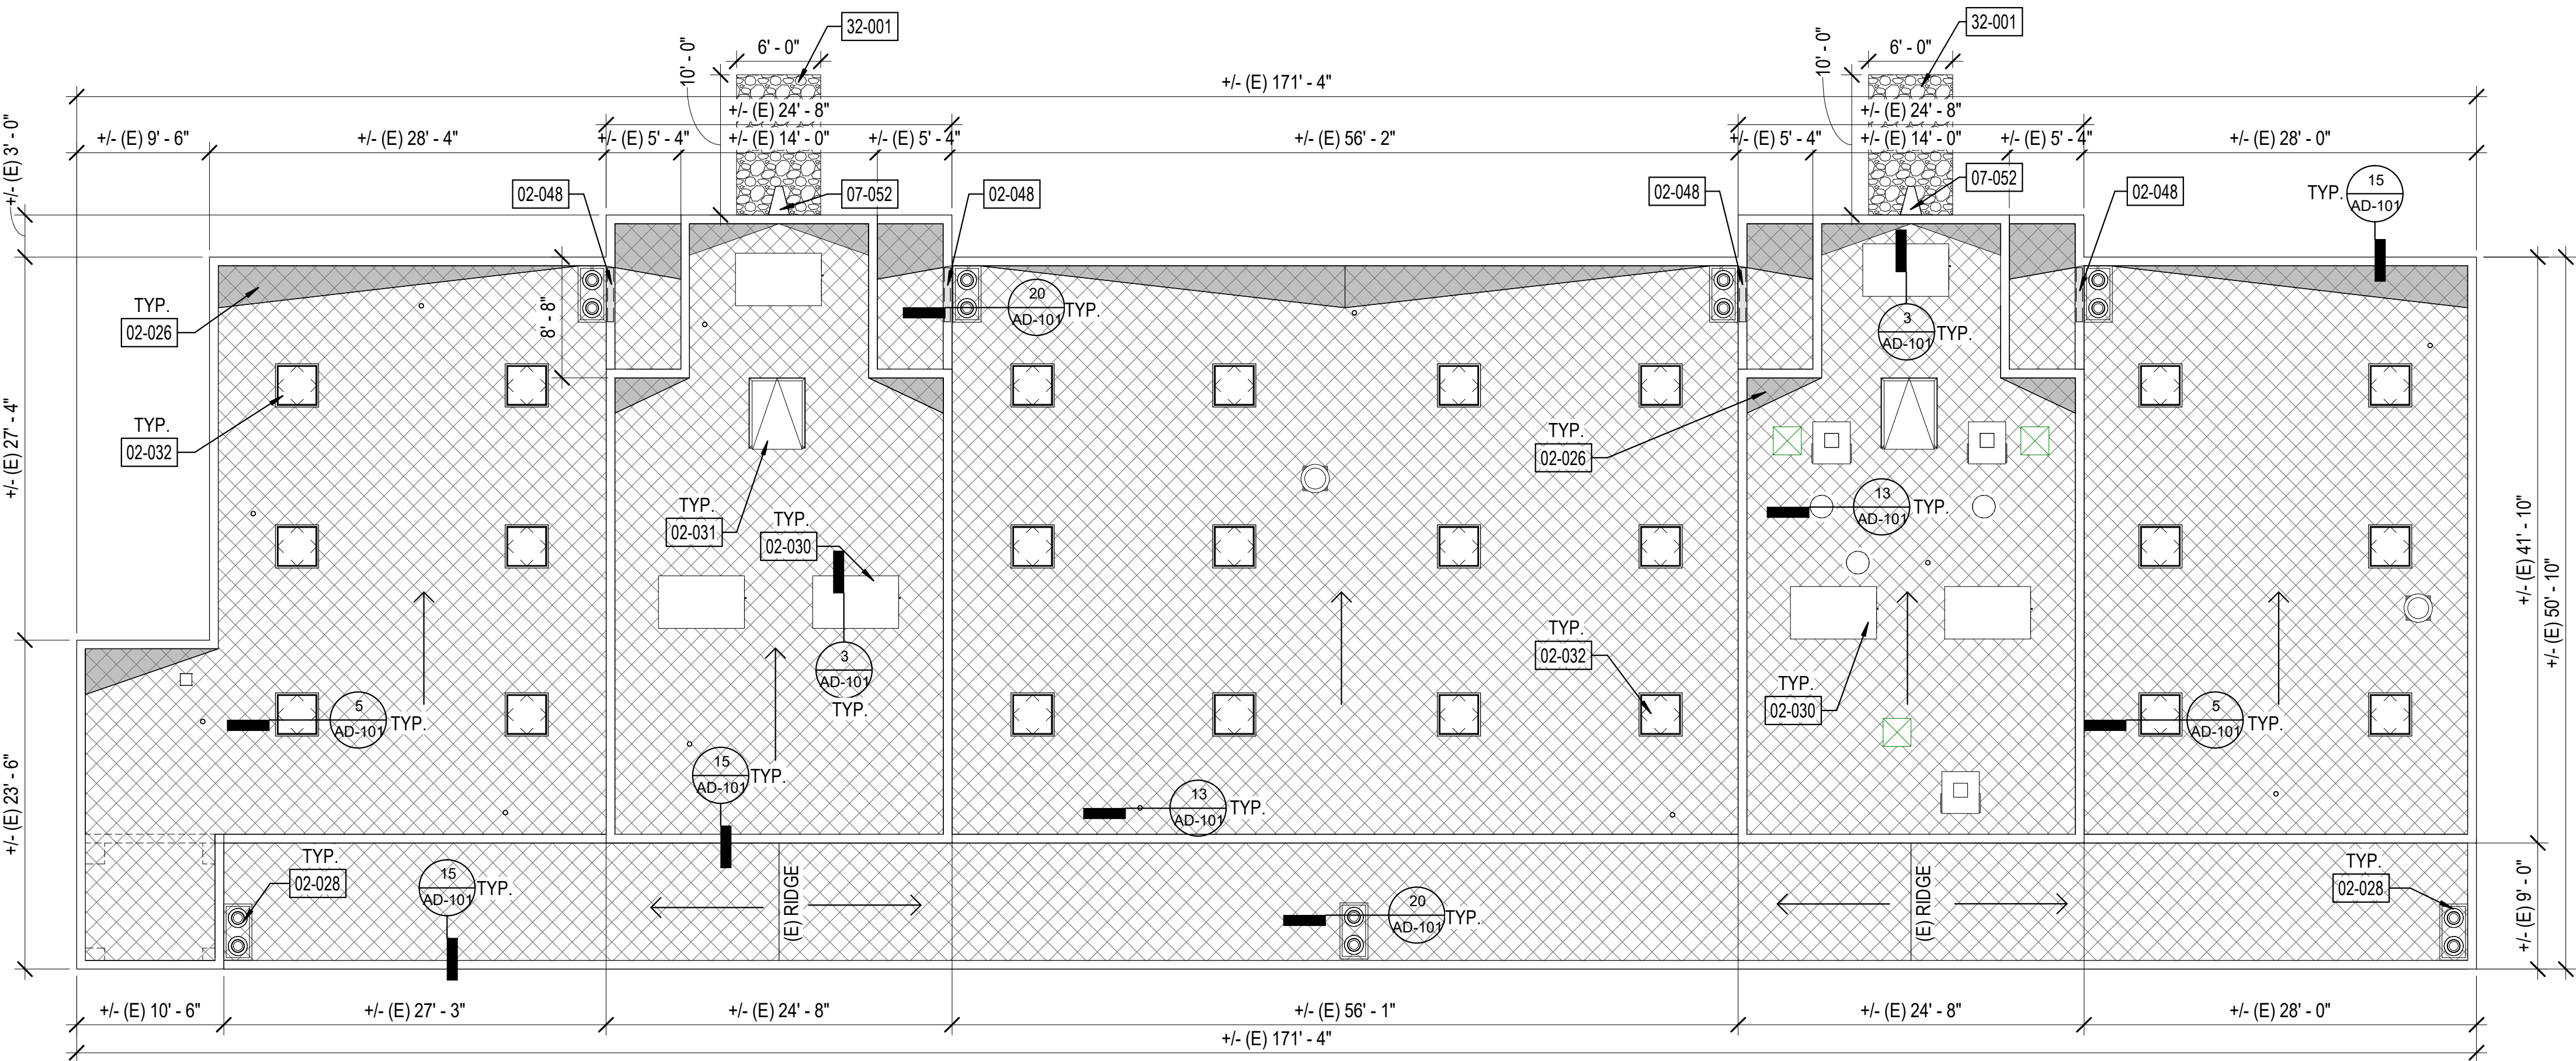 32-001
32-001
6' - 0"
6' - 0"
10' - 0"
10' - 0"
+/- (E) 171' - 4"
+/- (E) 24' - 8"
+/- (E) 24' - 8"
+/- (E) 3' - 0"
+/- (E) 9' - 6"
+/- (E) 28' - 4"
+/- (E) 5' - 4"
+/- (E) 14' - 0"
+/- (E) 5' - 4"
+/- (E) 56' - 2"
+/- (E) 5' - 4"
+/- (E) 14' - 0"
+/- (E) 5' - 4"
+/- (E) 28' - 0"
02-048
07-052
02-048
02-048
07-052
02-048
TYP.
15
AD-101
TYP.
02-026
8' - 8"
20
AD-101
TYP.
3
AD-101
TYP.
TYP.
02-032
+/- (E) 27' - 4"
TYP.
02-026
TYP.
02-031
TYP.
02-030
13
AD-101
TYP.
+/- (E) 41' - 10"
+/- (E) 50' - 10"
3
AD-101
TYP.
TYP.
02-032
TYP.
02-030
5
AD-101
TYP.
5
AD-101
TYP.
15
AD-101
TYP.
13
AD-101
TYP.
+/- (E) 23' - 6"
TYP.
02-028
15
AD-101
TYP.
(E) RIDGE
20
AD-101
TYP.
(E) RIDGE
TYP.
02-028
+/- (E) 9' - 0"
+/- (E) 10' - 6"
+/- (E) 27' - 3"
+/- (E) 24' - 8"
+/- (E) 56' - 1"
+/- (E) 24' - 8"
+/- (E) 28' - 0"
+/- (E) 171' - 4"